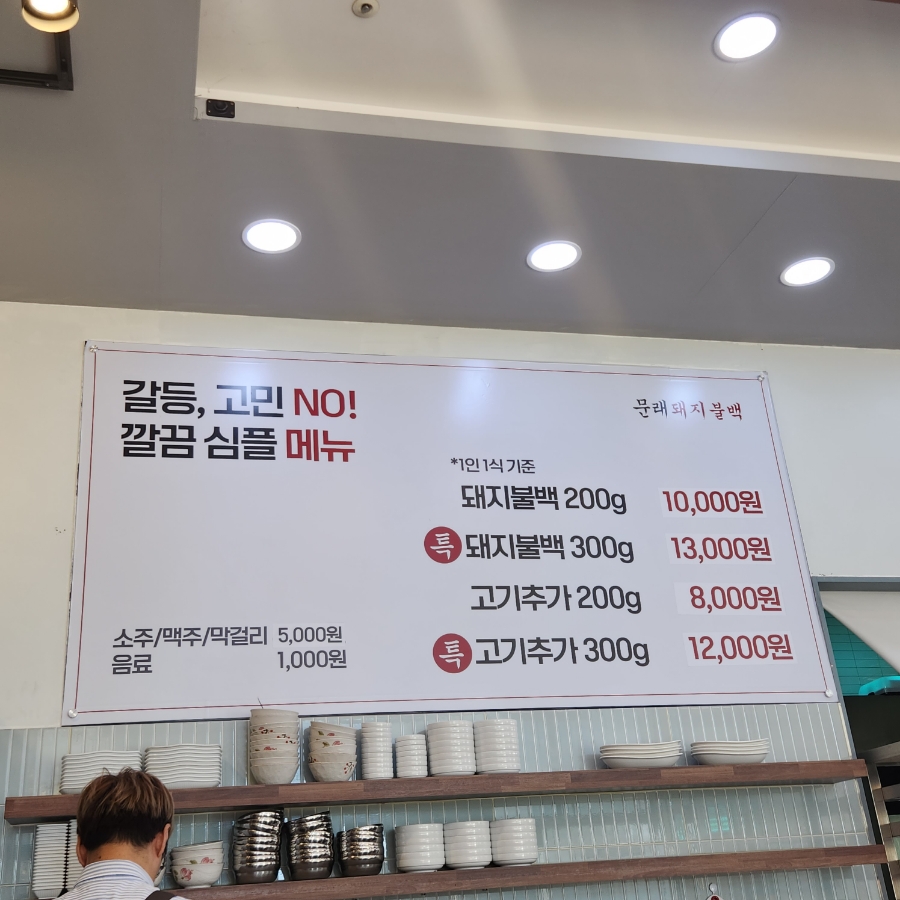 갈등, 고민 NO!
깔끔 심플 메뉴
문래돼지불백
*1인 1식 기준
돼지불백 200g 10,000원
특 돼지불백 300g 13,000원
고기추가 200g 8,000원
특 고기추가 300g 12,000원
소주/맥주/막걸리 5,000원
음료 1,000원